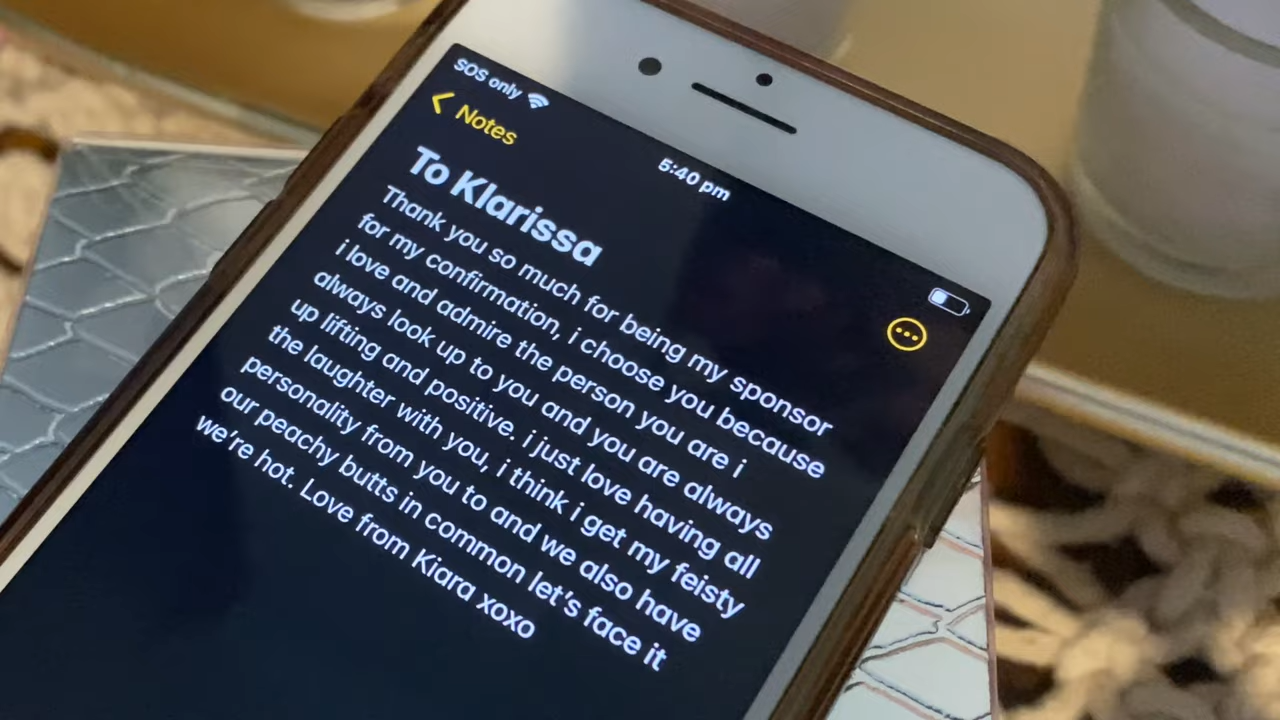 SOS only
Notes
5:40 pm
To Klarissa
Thank you so much for being my sponsor
for my confirmation, i choose you because
i love and admire the person you are i
always look up to you and you are always
up lifting and positive. i just love having all
the laughter with you, i think i get my feisty
personality from you to and we also have
our peachy butts in common let's face it
we're hot. Love from Kiara xoxo